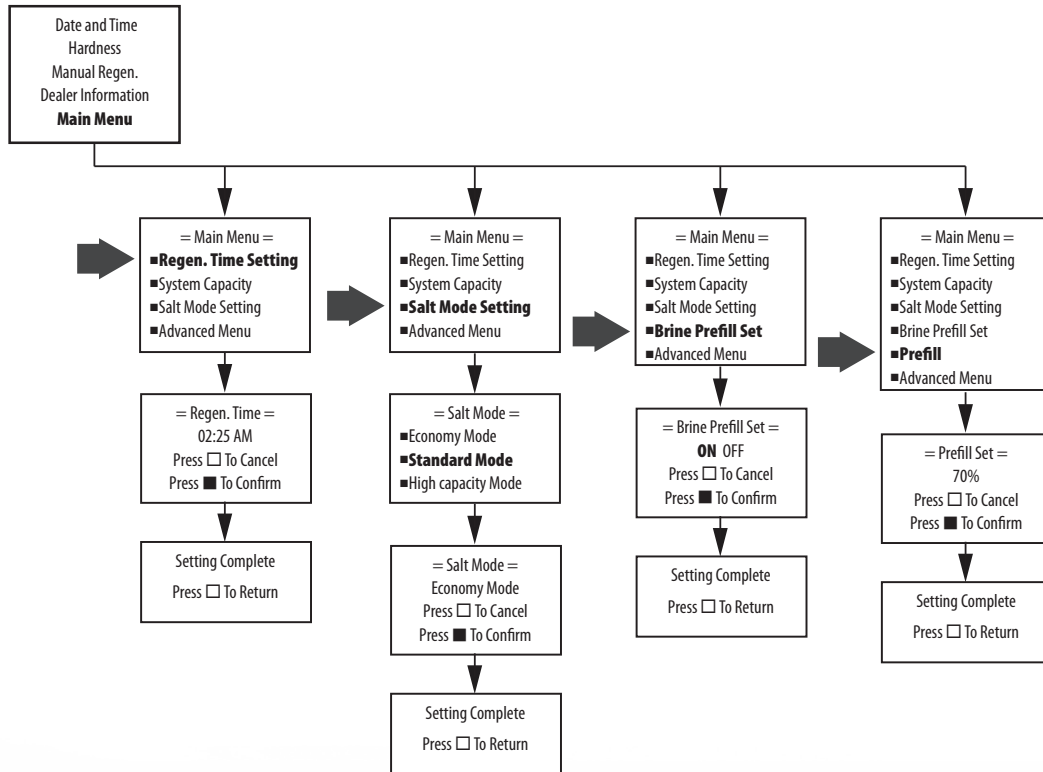 Date and Time
Hardness
Manual Regen.
Dealer Information
Main Menu
= Main Menu =
■Regen. Time Setting
■System Capacity
■Salt Mode Setting
■Advanced Menu
= Regen. Time =
02:25 AM
Press □ To Cancel
Press ■ To Confirm
Setting Complete
Press □ To Return
= Main Menu =
■Regen. Time Setting
■System Capacity
■Salt Mode Setting
■Advanced Menu
= Salt Mode =
■Economy Mode
■Standard Mode
■High capacity Mode
= Salt Mode =
Economy Mode
Press □ To Cancel
Press ■ To Confirm
Setting Complete
Press □ To Return
= Main Menu =
■Regen. Time Setting
■System Capacity
■Salt Mode Setting
■Brine Prefill Set
■Advanced Menu
= Brine Prefill Set =
ON OFF
Press □ To Cancel
Press ■ To Confirm
Setting Complete
Press □ To Return
= Main Menu =
■Regen. Time Setting
■System Capacity
■Salt Mode Setting
■Brine Prefill Set
■Prefill
■Advanced Menu
= Prefill Set =
70%
Press □ To Cancel
Press ■ To Confirm
Setting Complete
Press □ To Return